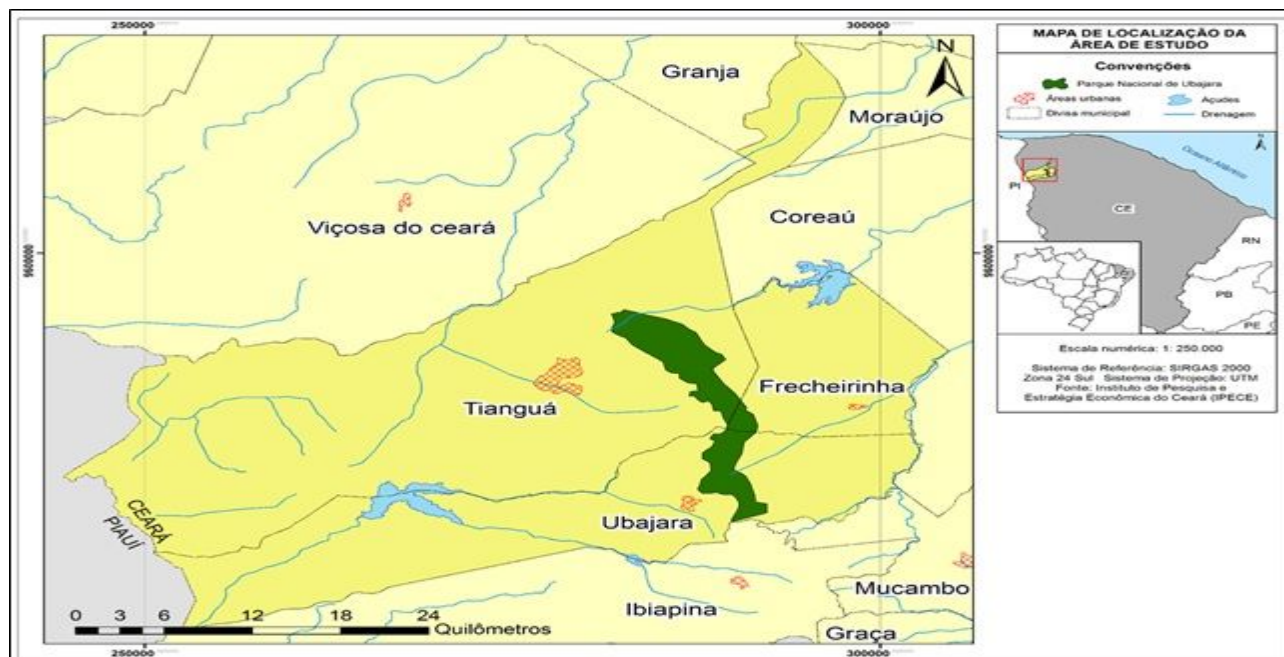 250000
300000
N
Granja
Moraújo
Viçosa do ceará
Coreaú
9600000
9600000
Tianguá
Frecheirinha
CEARÁ
PIAUÍ
Ubajara
Mucambo
Ibiapina
Graça
0 3 6 12 18 24
Quilômetros
250000
300000
MAPA DE LOCALIZAÇÃO DA
ÁREA DE ESTUDO
Convenções
Parque Nacional de Ubajara
Áreas urbanas
Açudes
Divisa municipal
Drenagem
Oceano Atlântico
N
PI
CE
RN
PB
PE
Escala numérica: 1: 250.000
Sistema de Referência: SIRGAS 2000
Zona 24 Sul Sistema de Projeção: UTM
Fonte: Instituto de Pesquisa e
Estratégia Econômica do Ceará (IPECE)